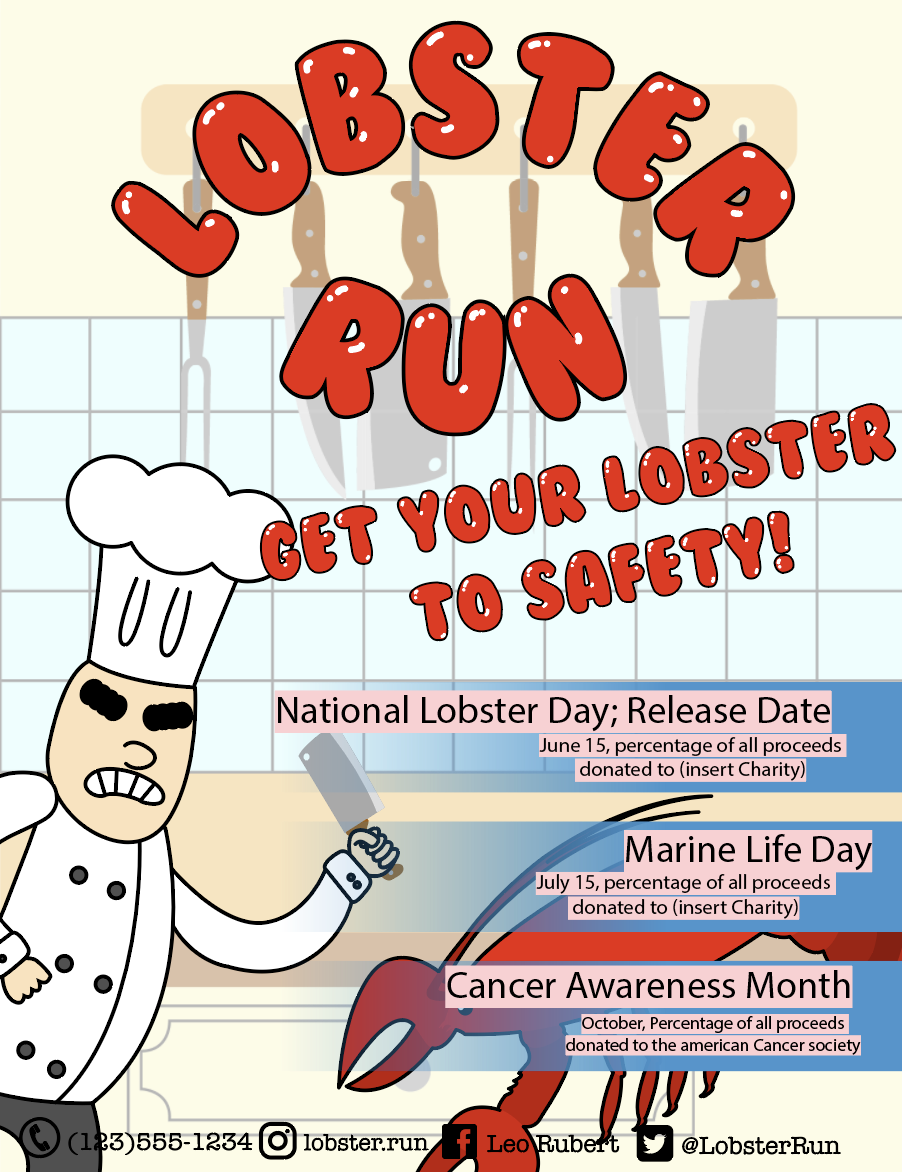 LOBSTER
RUN
GET YOUR LOBSTER
TO SAFETY!
National Lobster Day; Release Date
June 15, percentage of all proceeds
donated to (insert Charity)
Marine Life Day
July 15, percentage of all proceeds
donated to (insert Charity)
Cancer Awareness Month
October, Percentage of all proceeds
donated to the american Cancer society
(123)555-1234 lobster.run Leo Rubert @LobsterRun